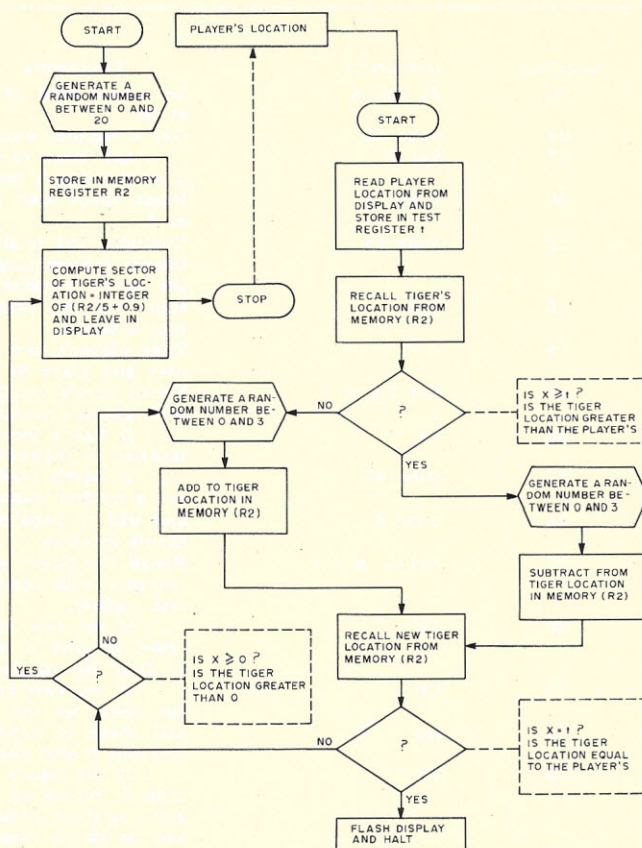 START
GENERATE A
RANDOM NUMBER
BETWEEN 0 AND
20
STORE IN MEMORY
REGISTER R2
COMPUTE SECTOR
OF TIGER'S LOC-
ATION = INTEGER
OF (R2/5 + 0.9)
AND LEAVE IN
DISPLAY
STOP
PLAYER'S LOCATION
START
READ PLAYER
LOCATION FROM
DISPLAY AND
STORE IN TEST
REGISTER t
RECALL TIGER'S
LOCATION FROM
MEMORY (R2)
?
NO
YES
IS X ≥ t ?
IS THE TIGER
LOCATION GREATER
THAN THE PLAYER'S
GENERATE A RAN-
DOM NUMBER BE-
TWEEN 0 AND 3
ADD TO TIGER
LOCATION IN
MEMORY (R2)
GENERATE A RAN-
DOM NUMBER BE-
TWEEN 0 AND 3
SUBTRACT FROM
TIGER LOCATION
IN MEMORY (R2)
RECALL NEW TIGER
LOCATION FROM
MEMORY (R2)
NO
YES
?
IS X ≥ 0 ?
IS THE TIGER
LOCATION GREATER
THAN 0
NO
?
YES
IS X = t ?
IS THE TIGER
LOCATION EQUAL
TO THE PLAYER'S
FLASH DISPLAY
AND HALT